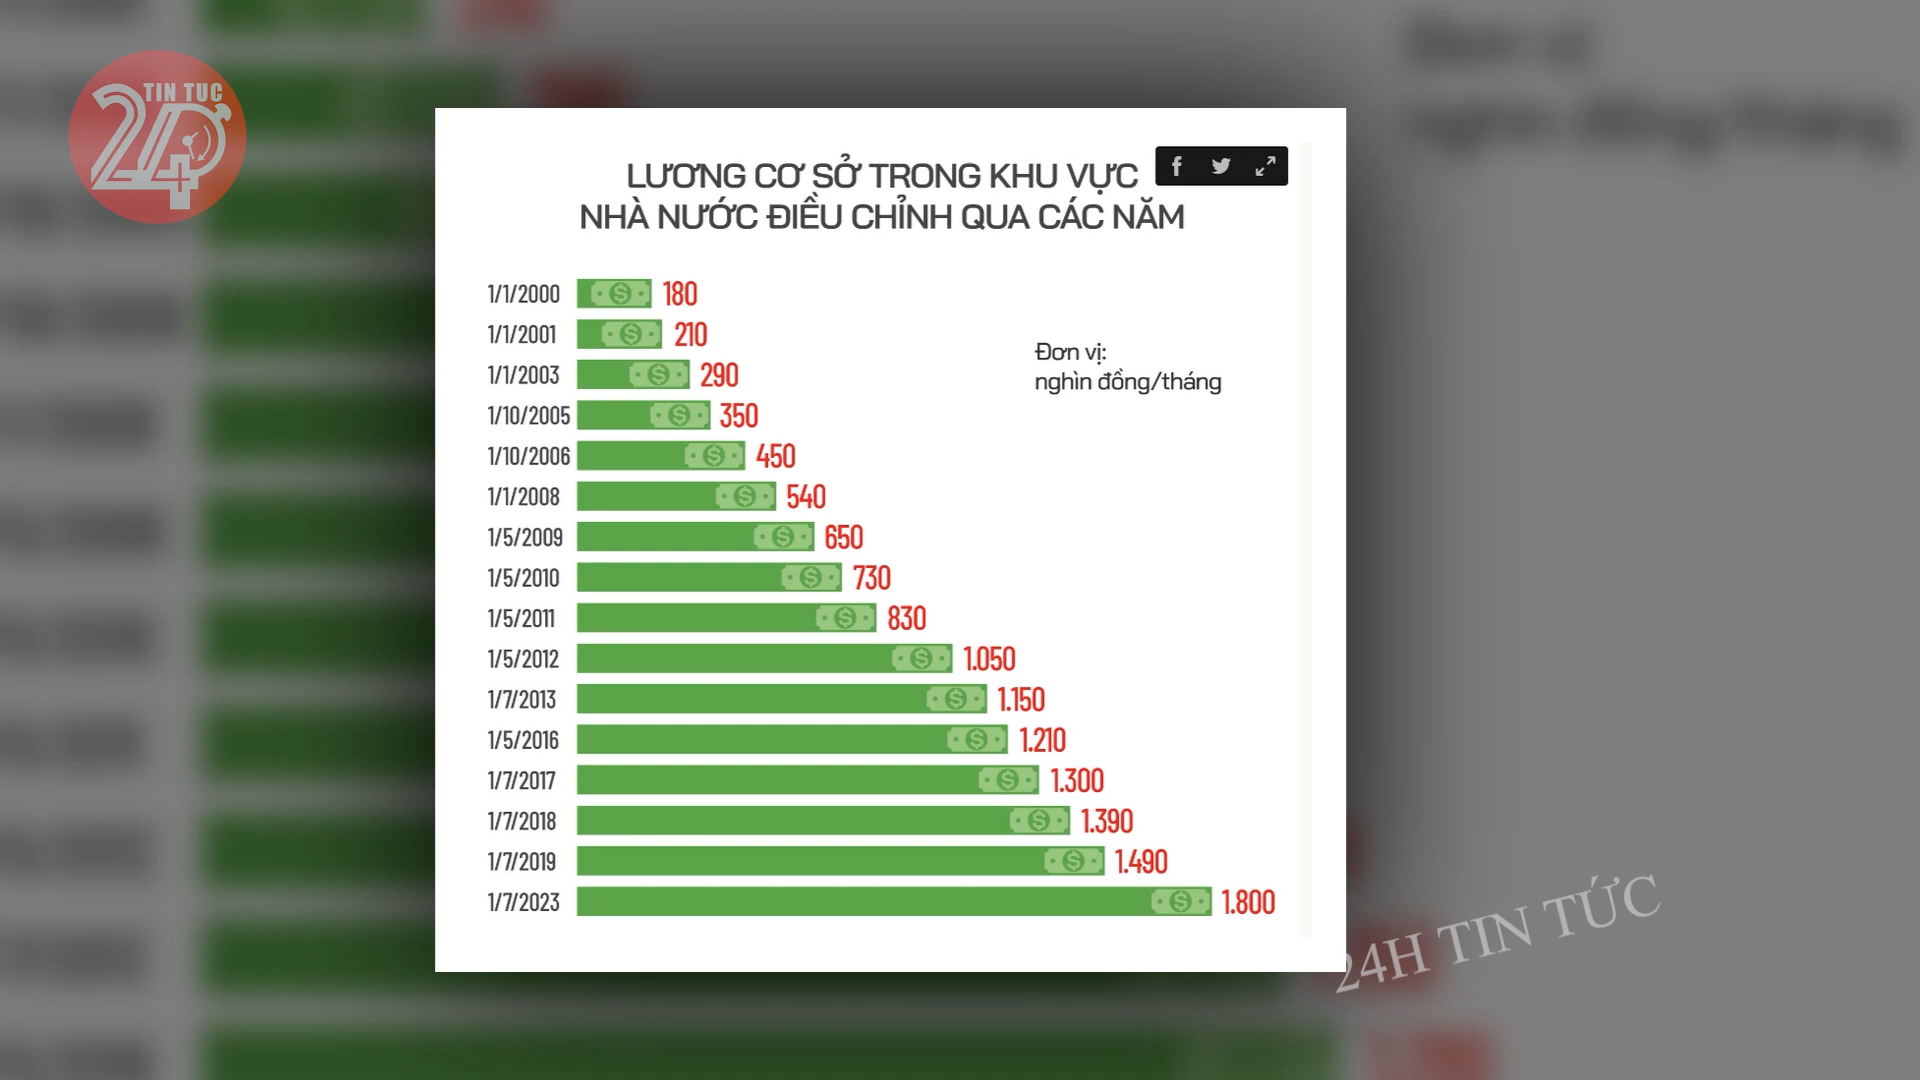 TIN TUC
24
LƯƠNG CƠ SỞ TRONG KHU VỰC
NHÀ NƯỚC ĐIỀU CHỈNH QUA CÁC NĂM
Đơn vị:
nghìn đồng/tháng
1/1/2000 180
1/1/2001 210
1/1/2003 290
1/10/2005 350
1/10/2006 450
1/1/2008 540
1/5/2009 650
1/5/2010 730
1/5/2011 830
1/5/2012 1.050
1/7/2013 1.150
1/5/2016 1.210
1/7/2017 1.300
1/7/2018 1.390
1/7/2019 1.490
1/7/2023 1.800
24H TIN TỨC